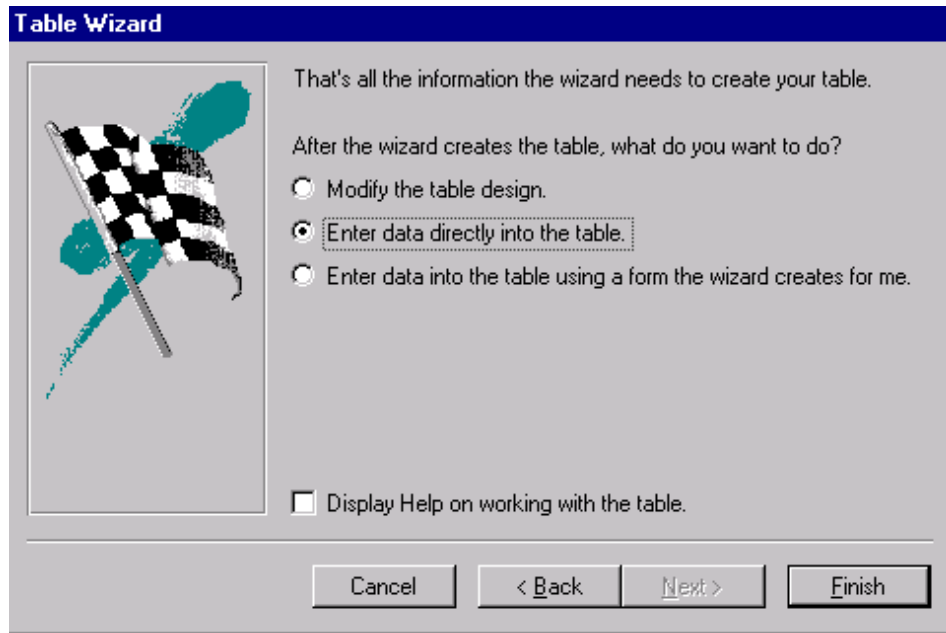 Table Wizard
That's all the information the wizard needs to create your table.
After the wizard creates the table, what do you want to do?
Modify the table design.
Enter data directly into the table.
Enter data into the table using a form the wizard creates for me.
Display Help on working with the table.
Cancel
< Back
Next >
Finish